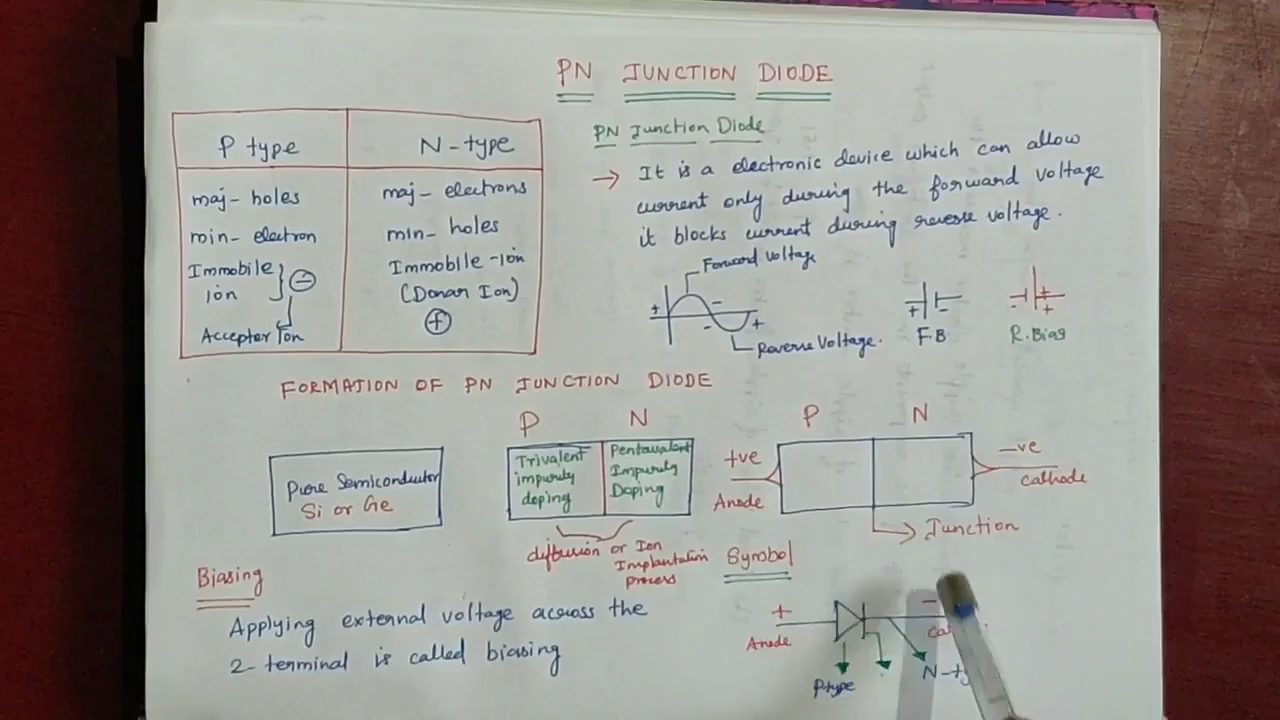 PN JUNCTION DIODE
P type
N-type
maj- holes
maj- electrons
min- electron
min- holes
Immobile
ion
-
Acceptor Ion
Immobile -ion
(Donar Ion)
+
PN Junction Diode
→ It is a electronic device which can allow
current only during the forward voltage
it blocks current during reverse voltage.
Forward voltage
+ -
- +
Reverse Voltage.
+ -
F.B
- +
+
R.Bias
FORMATION OF PN JUNCTION DIODE
Pure Semiconductor
Si or Ge
P N
Trivalent
impurity
doping
Pentavalent
Impurity
Doping
diffusion or Ion
Implantation
process
P N
+ve
Anode
-ve
cathode
Junction
Biasing
Applying external voltage across the
2- terminal is called biasing
Symbol
+
Anode
-
Ptype